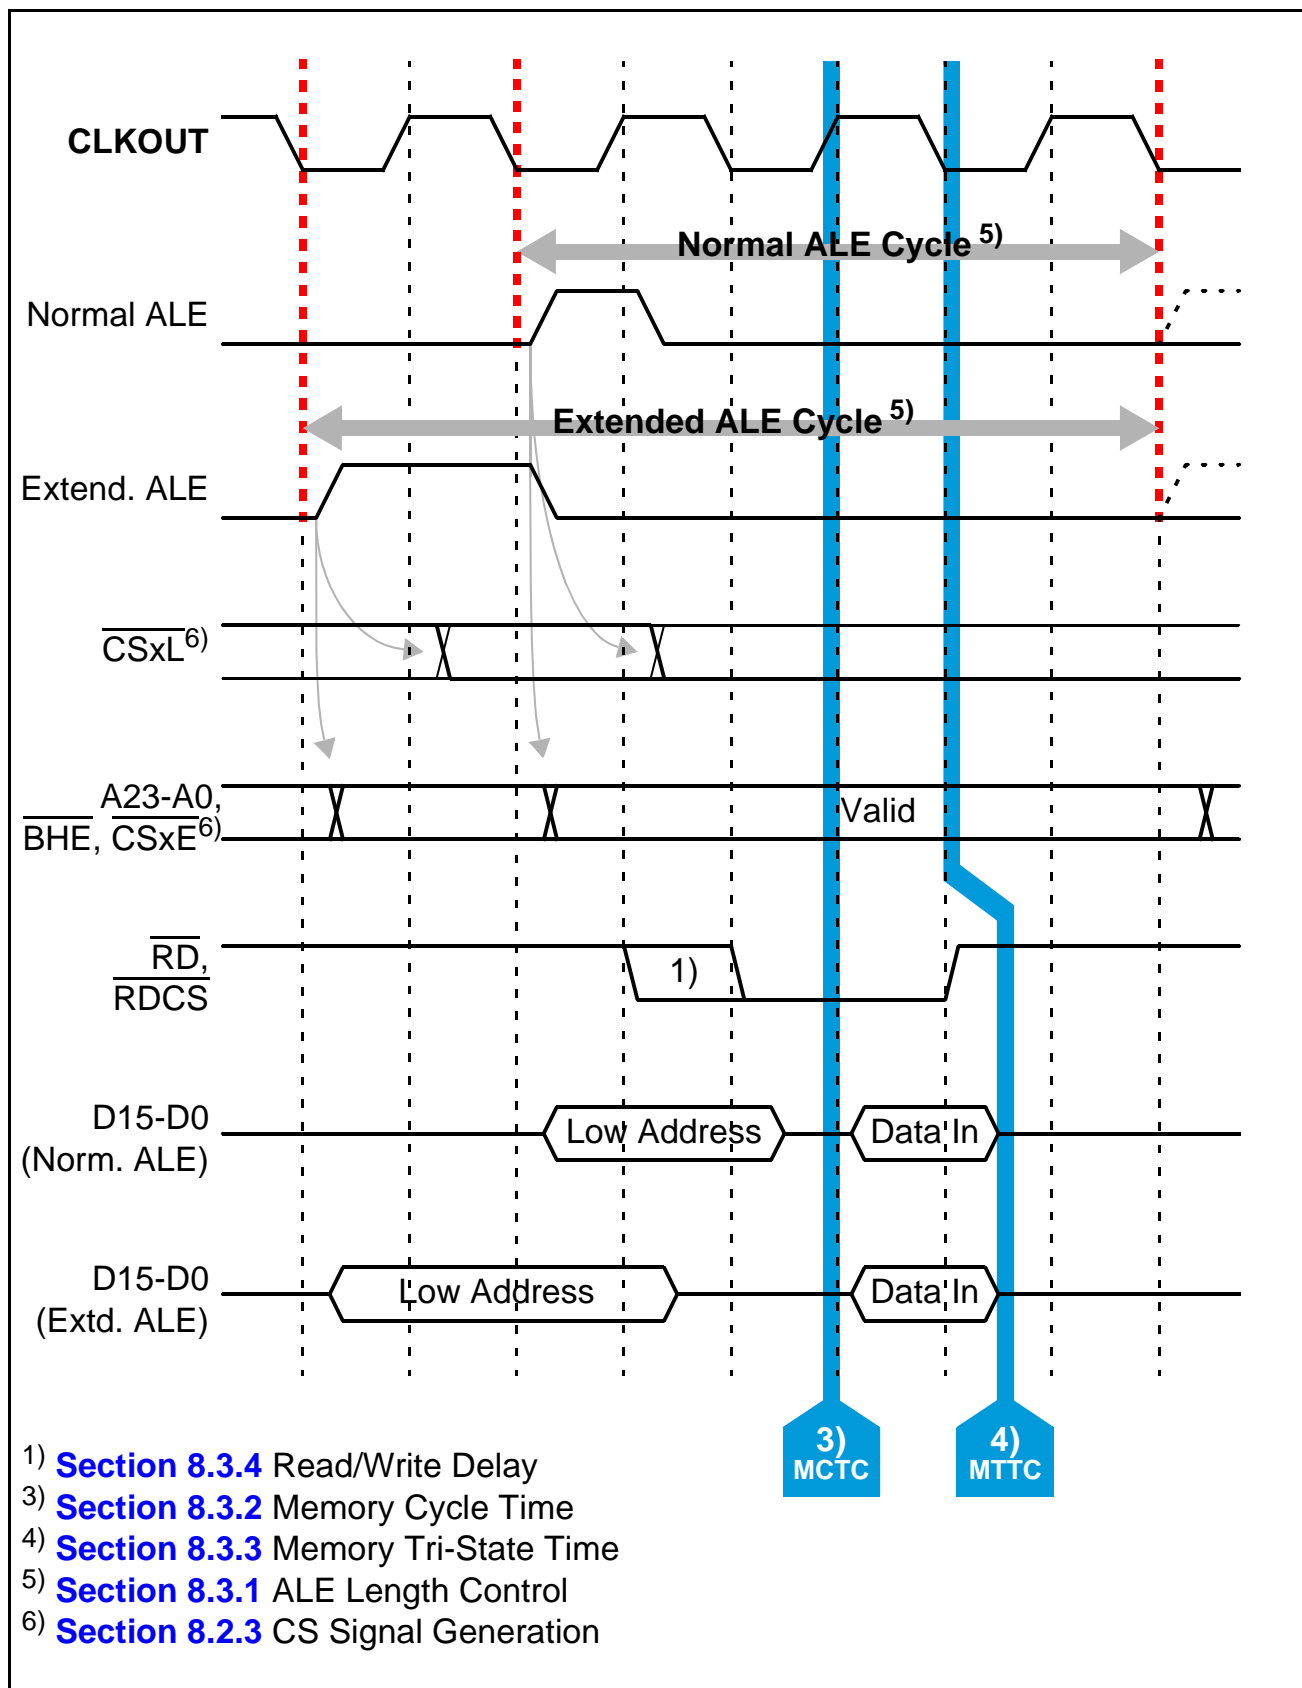 CLKOUT
Normal ALE Cycle 5)
Normal ALE
Extended ALE Cycle 5)
Extend. ALE
CSxL6)
A23-A0,
BHE, CSxE6)
Valid
RD,
RDCS
1)
D15-D0
(Norm. ALE)
Low Address
Data In
D15-D0
(Extd. ALE)
Low Address
Data In
3)
MCTC
4)
MTTC
1) Section 8.3.4 Read/Write Delay
3) Section 8.3.2 Memory Cycle Time
4) Section 8.3.3 Memory Tri-State Time
5) Section 8.3.1 ALE Length Control
6) Section 8.2.3 CS Signal Generation